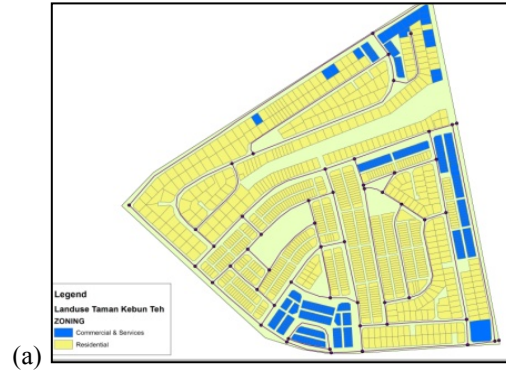 Legend
Landuse Taman Kebun Teh
ZONING
Commercial & Services
Residential
(a)